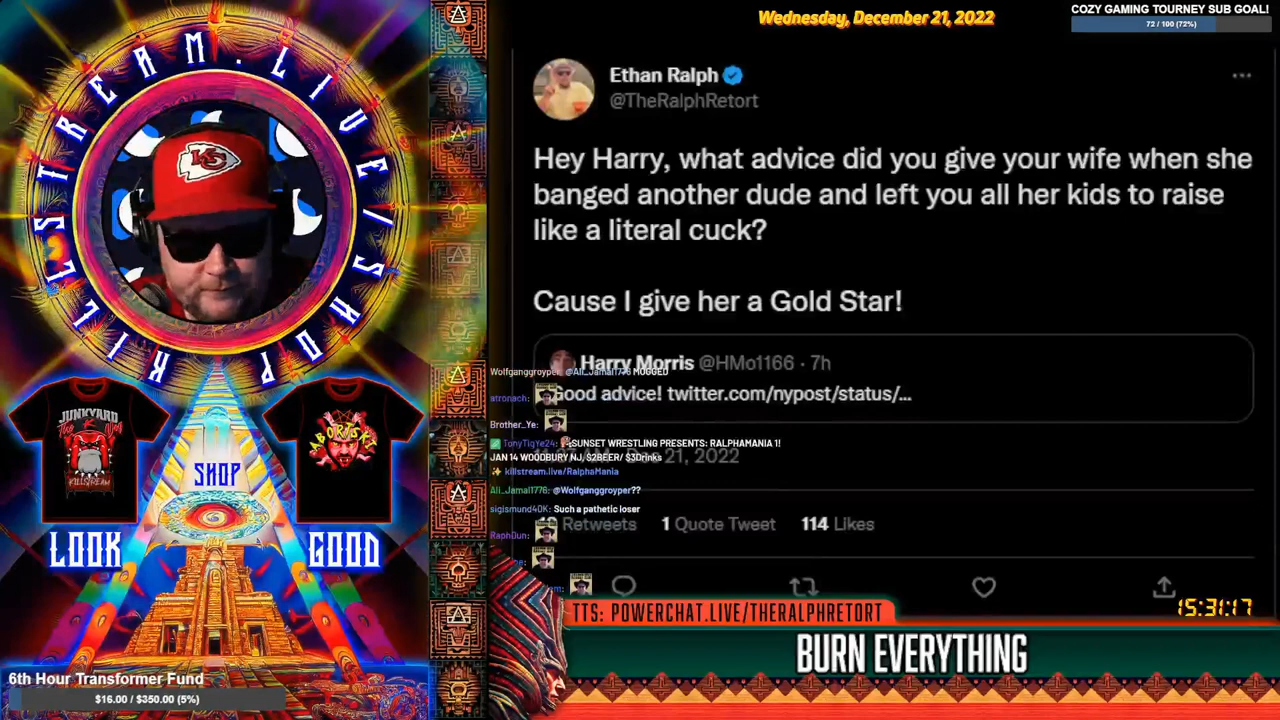 Wednesday, December 21, 2022
COZY GAMING TOURNEY SUB GOAL!
72 / 100 (72%)
KILLSTREAM.LIVE/SHOP
KC
Ethan Ralph
@TheRalphRetort
Hey Harry, what advice did you give your wife when she
banged another dude and left you all her kids to raise
like a literal cuck?
Cause I give her a Gold Star!
Harry Morris @HMo1166 · 7h
Good advice! twitter.com/nypost/status/...
21, 2022
Retweets 1 Quote Tweet 114 Likes
Wolfganggroyper: @Ali_Jamal1776 MOGGED
atronach:
Brother_Ye:
TonyTiqYe24: SUNSET WRESTLING PRESENTS: RALPHAMANIA 1!
JAN 14 WOODBURY NJ, $2BEER/ $3Drinks
killstream.live/RalphaMania
Ali_Jamal1776: @Wolfganggroyper??
sigismund40K: Such a pathetic loser
RaphDun:
JUNKYARD
KILLSTREAM
ABORTSKI
SHOP
LOOK
GOOD
TTS: POWERCHAT.LIVE/THERALPHRETORT
15:31:17
BURN EVERYTHING
6th Hour Transformer Fund
$16.00 / $350.00 (5%)